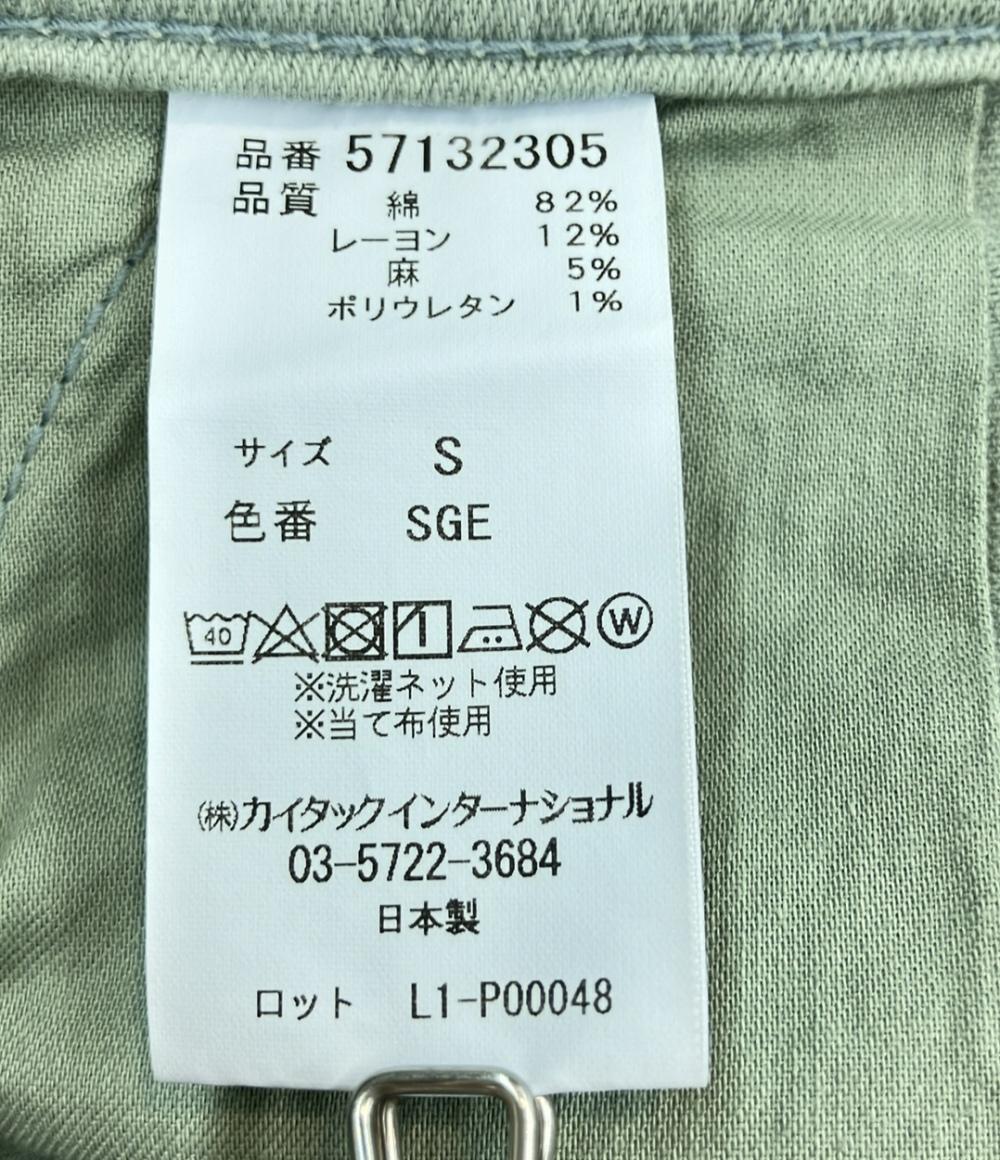 品番 57132305
品質 綿 82%
レーヨン 12%
麻 5%
ポリウレタン 1%
サイズ S
色番 SGE
40 W
※洗濯ネット使用
※当て布使用
㈱カイタックインターナショナル
03-5722-3684
日本製
ロット L1-P00048